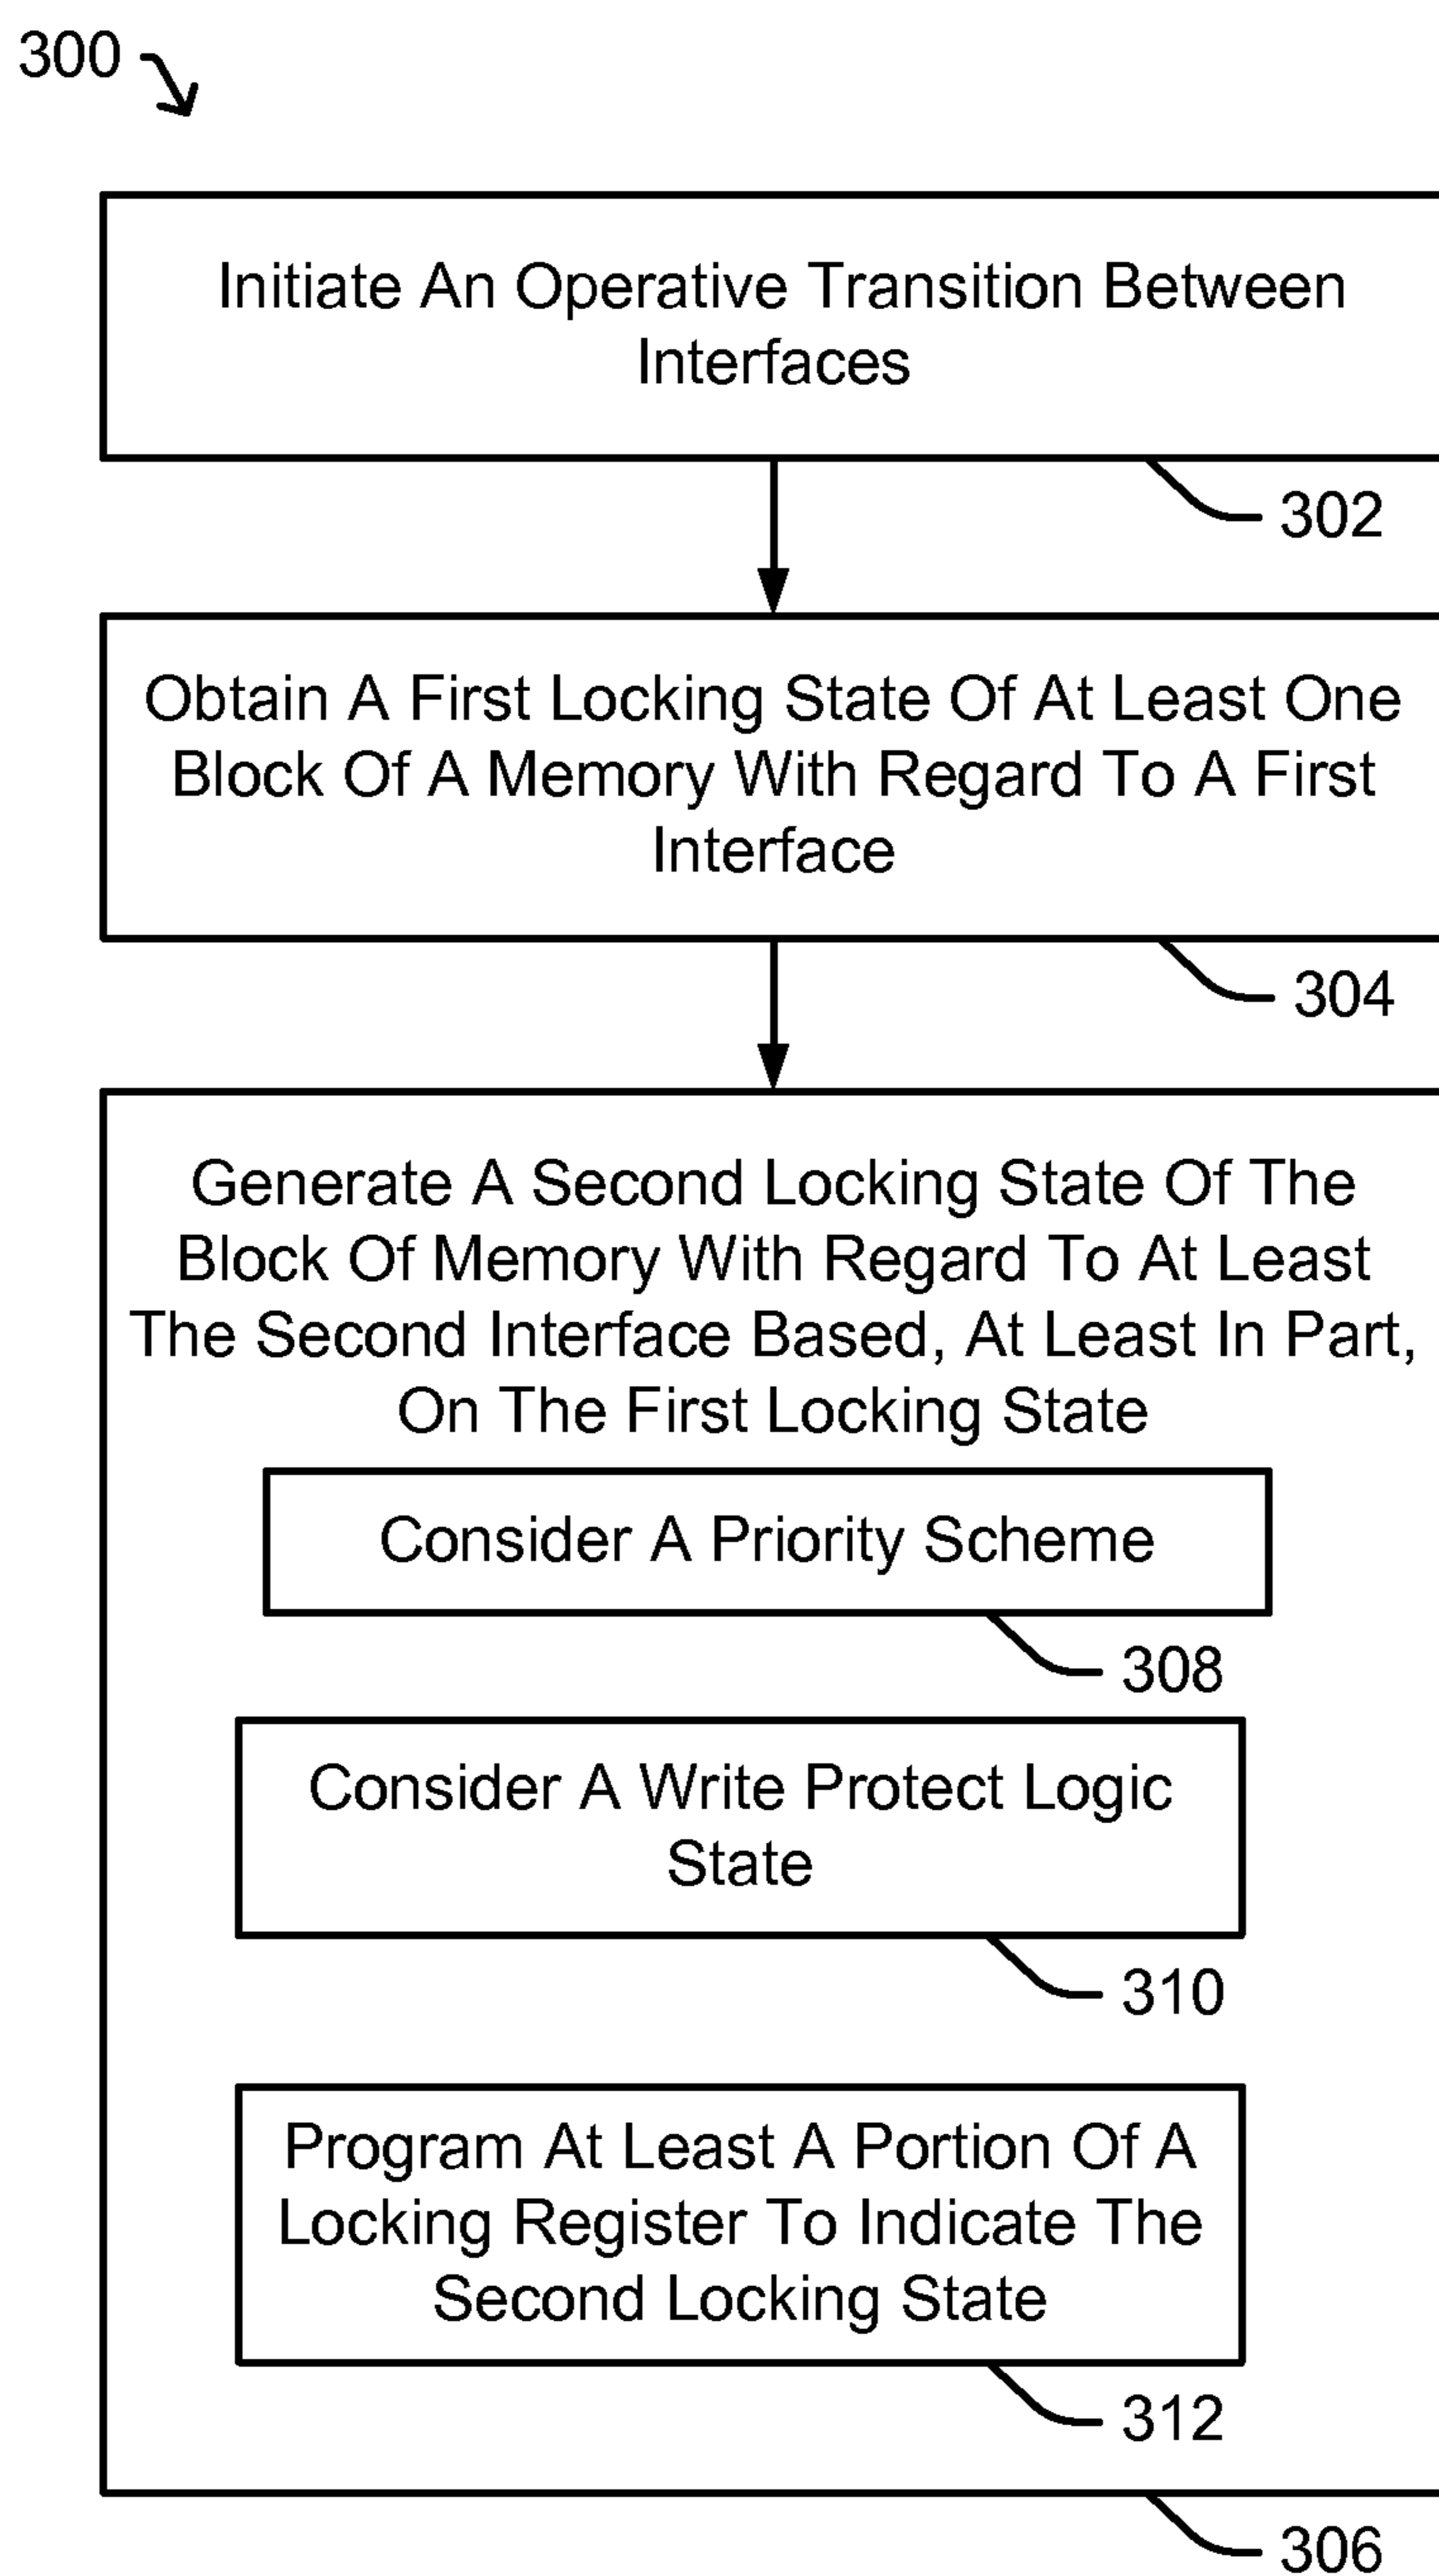 300
Initiate An Operative Transition Between
Interfaces
302
Obtain A First Locking State Of At Least One
Block Of A Memory With Regard To A First
Interface
304
Generate A Second Locking State Of The
Block Of Memory With Regard To At Least
The Second Interface Based, At Least In Part,
On The First Locking State
Consider A Priority Scheme
308
Consider A Write Protect Logic
State
310
Program At Least A Portion Of A
Locking Register To Indicate The
Second Locking State
312
306